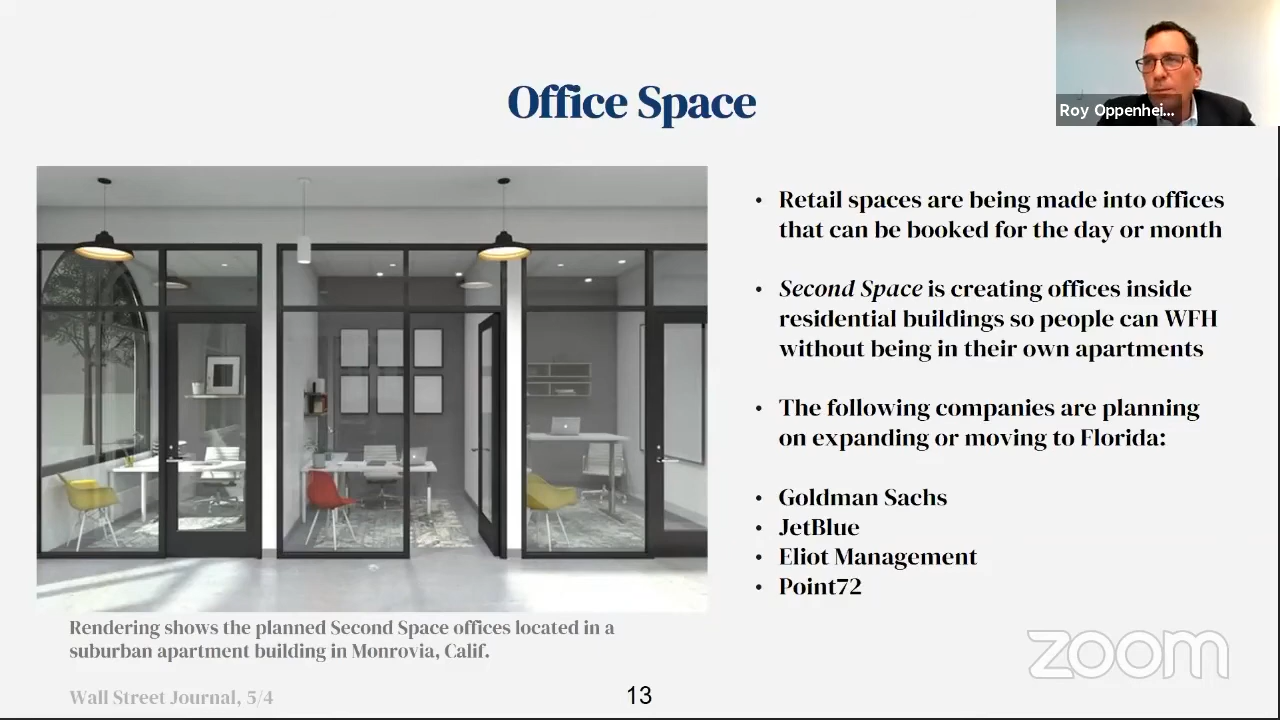 Office Space
Roy Oppenhei...
• Retail spaces are being made into offices
that can be booked for the day or month
• Second Space is creating offices inside
residential buildings so people can WFH
without being in their own apartments
• The following companies are planning
on expanding or moving to Florida:
• Goldman Sachs
• JetBlue
• Eliot Management
• Point72
Rendering shows the planned Second Space offices located in a
suburban apartment building in Monrovia, Calif.
Wall Street Journal, 5/4
13
zoom